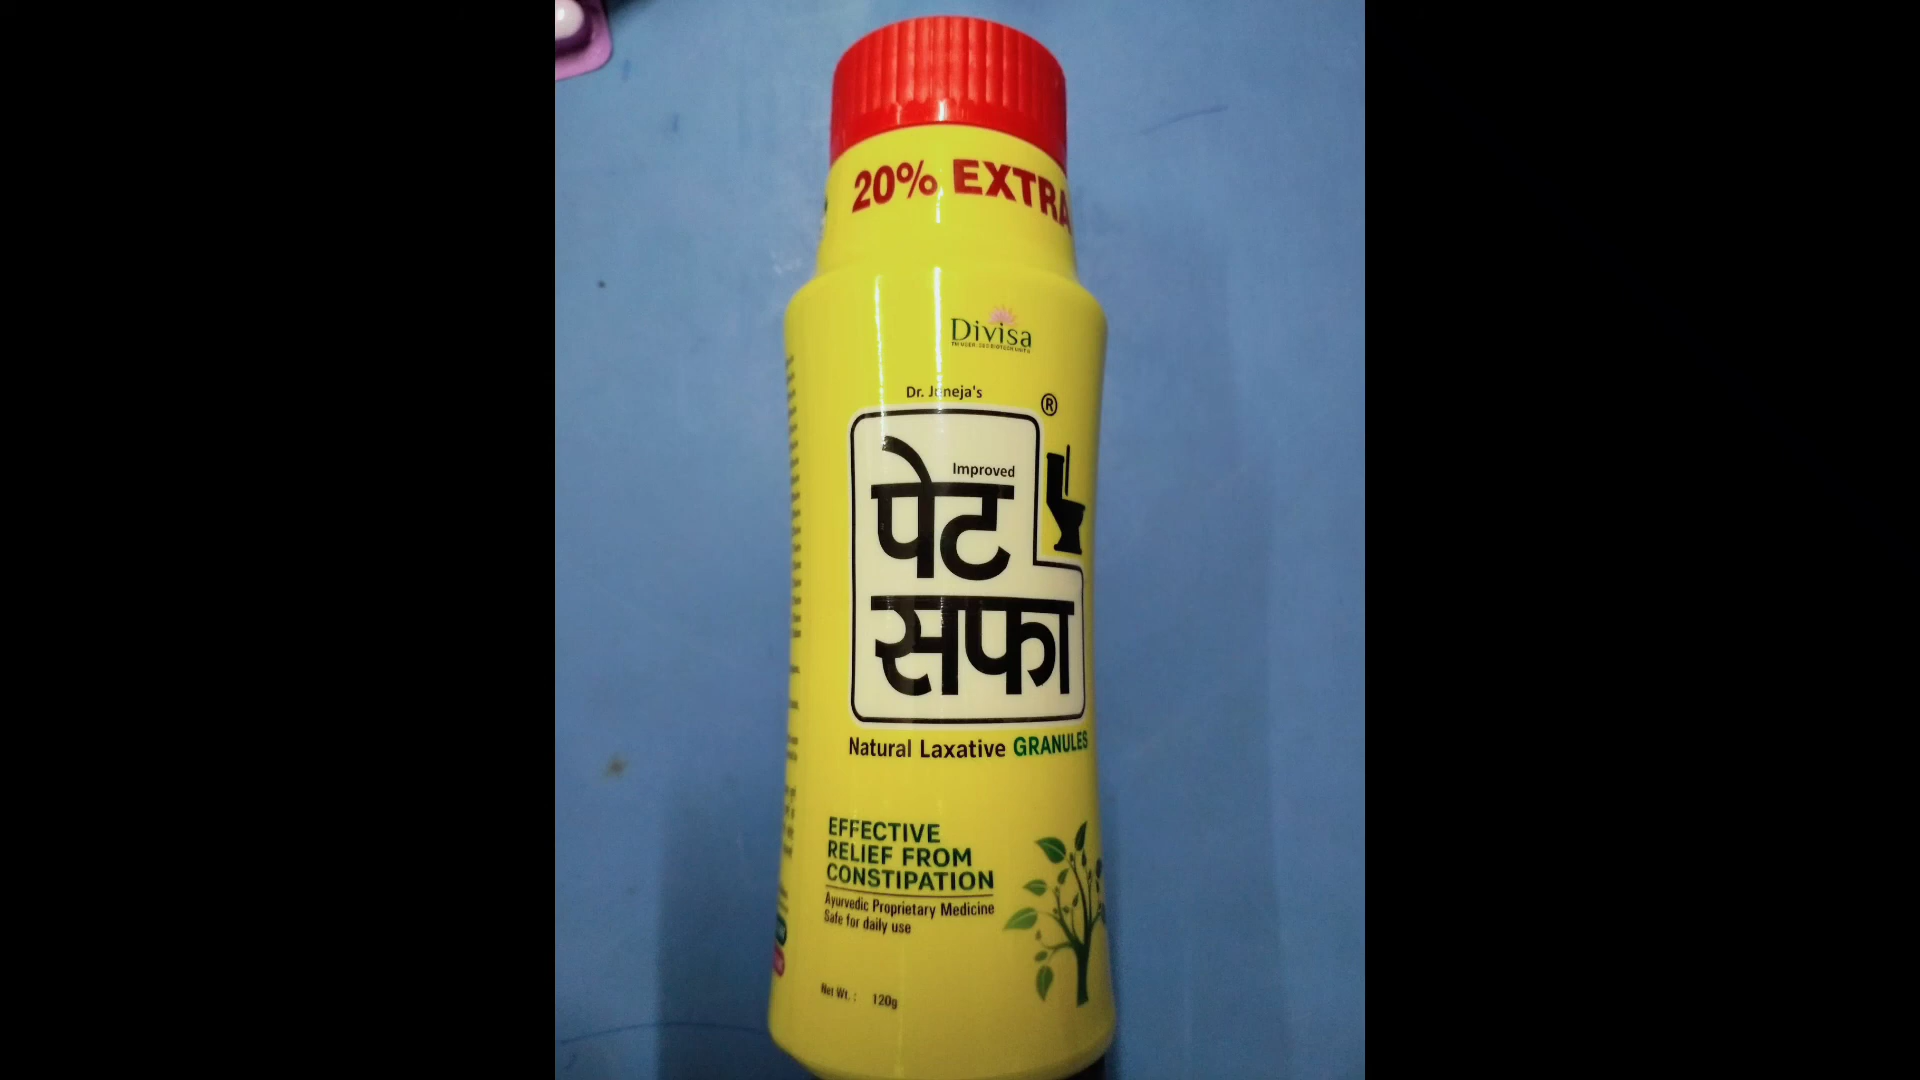 20% EXTRA
Divisa
Dr. Juneja's
®
Improved
पेट
सफा
Natural Laxative GRANULES
EFFECTIVE
RELIEF FROM
CONSTIPATION
Ayurvedic Proprietary Medicine
Safe for daily use
Net Wt. : 120g